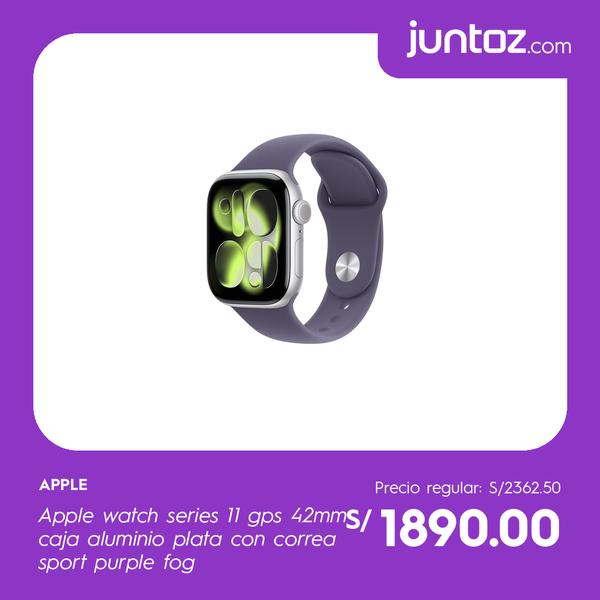 juntoz.com
APPLE
Apple watch series 11 gps 42mm
caja aluminio plata con correa
sport purple fog
Precio regular: S/2362.50
S/ 1890.00